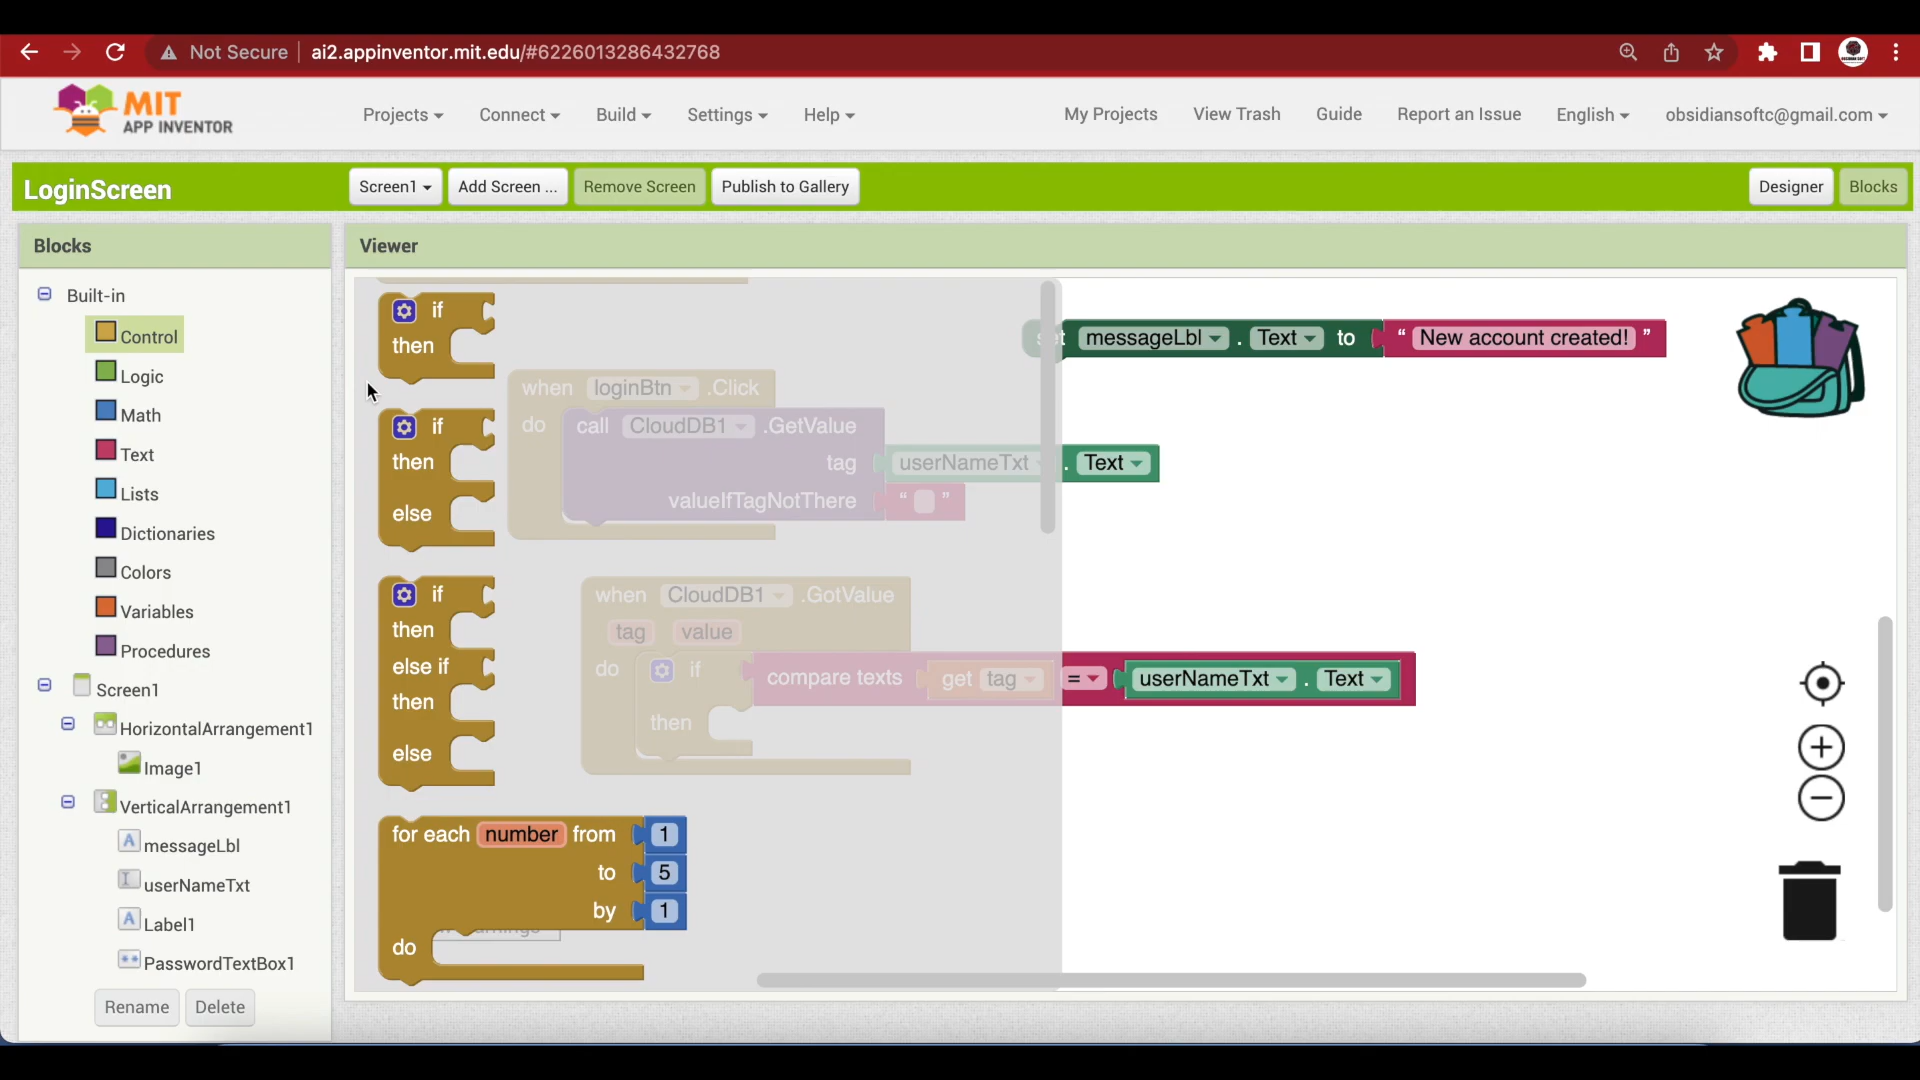 Not Secure ai2.appinventor.mit.edu/#6226013286432768
MIT
APP INVENTOR
Projects Connect Build Settings Help My Projects View Trash Guide Report an Issue English obsidiansoftc@gmail.com
LoginScreen Screen1 Add Screen ... Remove Screen Publish to Gallery Designer Blocks
Blocks Viewer
Built-in
Control
Logic
Math
Text
Lists
Dictionaries
Colors
Variables
Procedures
Screen1
HorizontalArrangement1
Image1
VerticalArrangement1
messageLbl
userNameTxt
Label1
PasswordTextBox1
Rename Delete
if
then
if
then
else
if
then
else if
then
else
for each number from 1
to 5
by 1
do
set messageLbl . Text to “ New account created! ”
when loginBtn .Click
do call CloudDB1 .GetValue
tag userNameTxt . Text
valueIfTagNotThere “ ”
when CloudDB1 .GotValue
tag value
do if compare texts get tag = userNameTxt . Text
then